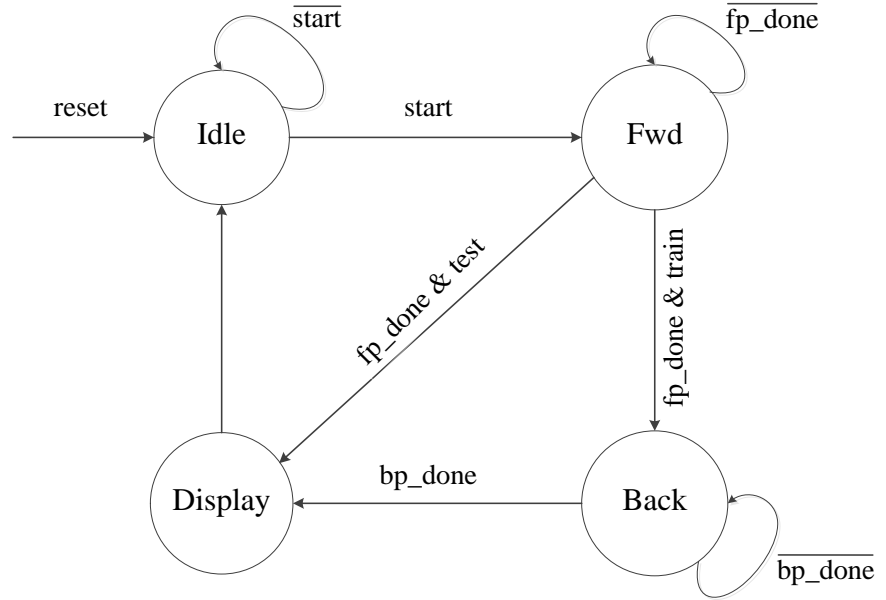 start
fp_done
reset
start
Idle
Fwd
fp_done & test
fp_done & train
bp_done
Display
Back
bp_done